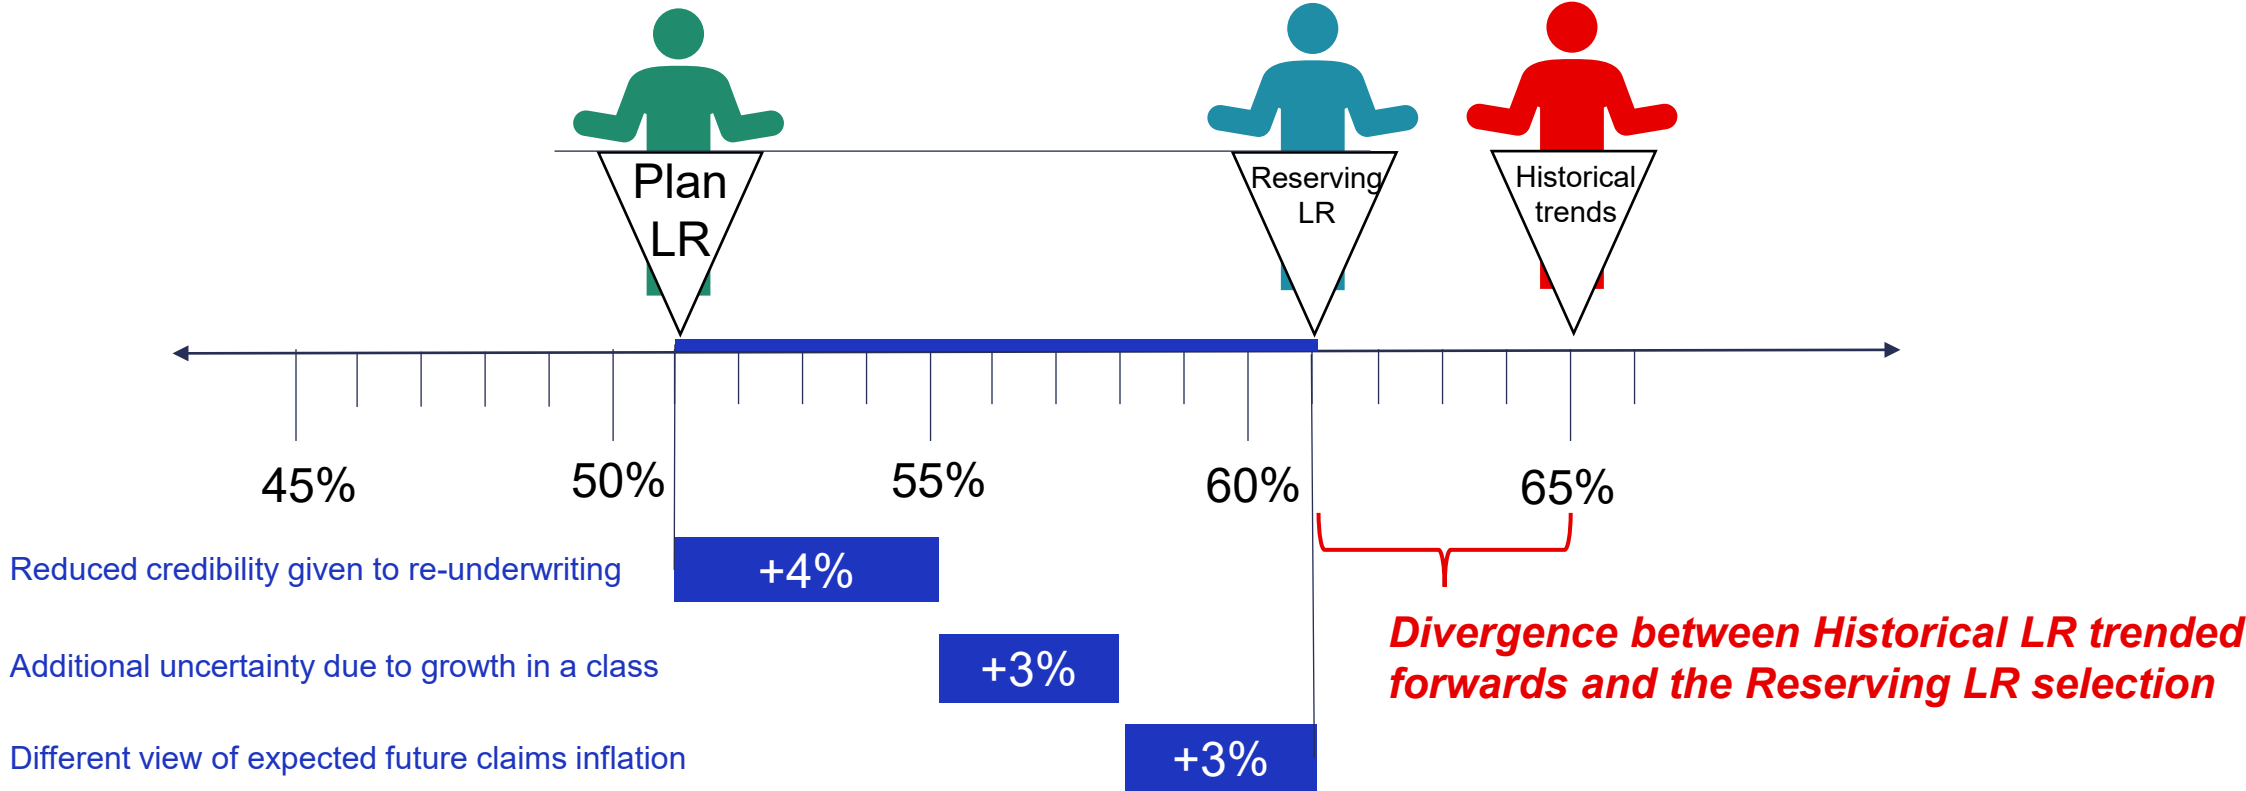 Plan
LR
Reserving
LR
Historical
trends
45%
50%
55%
60%
65%
Reduced credibility given to re-underwriting
+4%
Additional uncertainty due to growth in a class
+3%
Different view of expected future claims inflation
+3%
Divergence between Historical LR trended
forwards and the Reserving LR selection